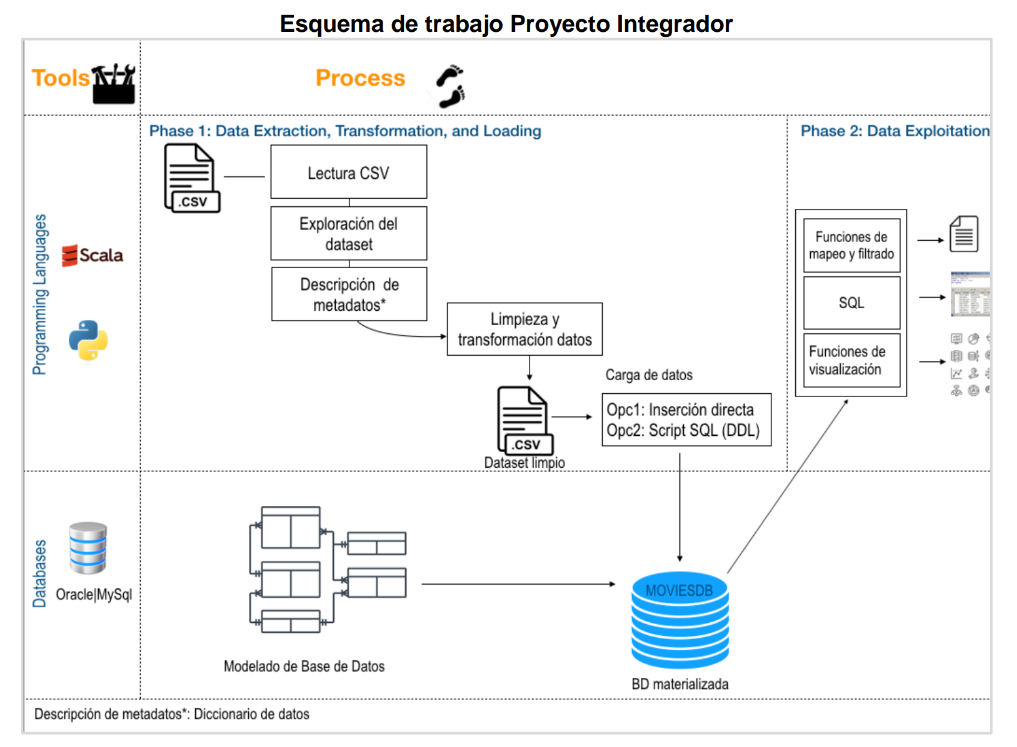 Esquema de trabajo Proyecto Integrador
Tools
Process
Phase 1: Data Extraction, Transformation, and Loading
Phase 2: Data Exploitation
Programming Languages
.CSV
Lectura CSV
Exploración del
dataset
Descripción de
metadatos*
Scala
Limpieza y
transformación datos
.CSV
Dataset limpio
Carga de datos
Opc1: Inserción directa
Opc2: Script SQL (DDL)
Funciones de
mapeo y filtrado
SQL
Funciones de
visualización
Databases
Oracle|MySql
Modelado de Base de Datos
MOVIESDB
BD materializada
Descripción de metadatos*: Diccionario de datos